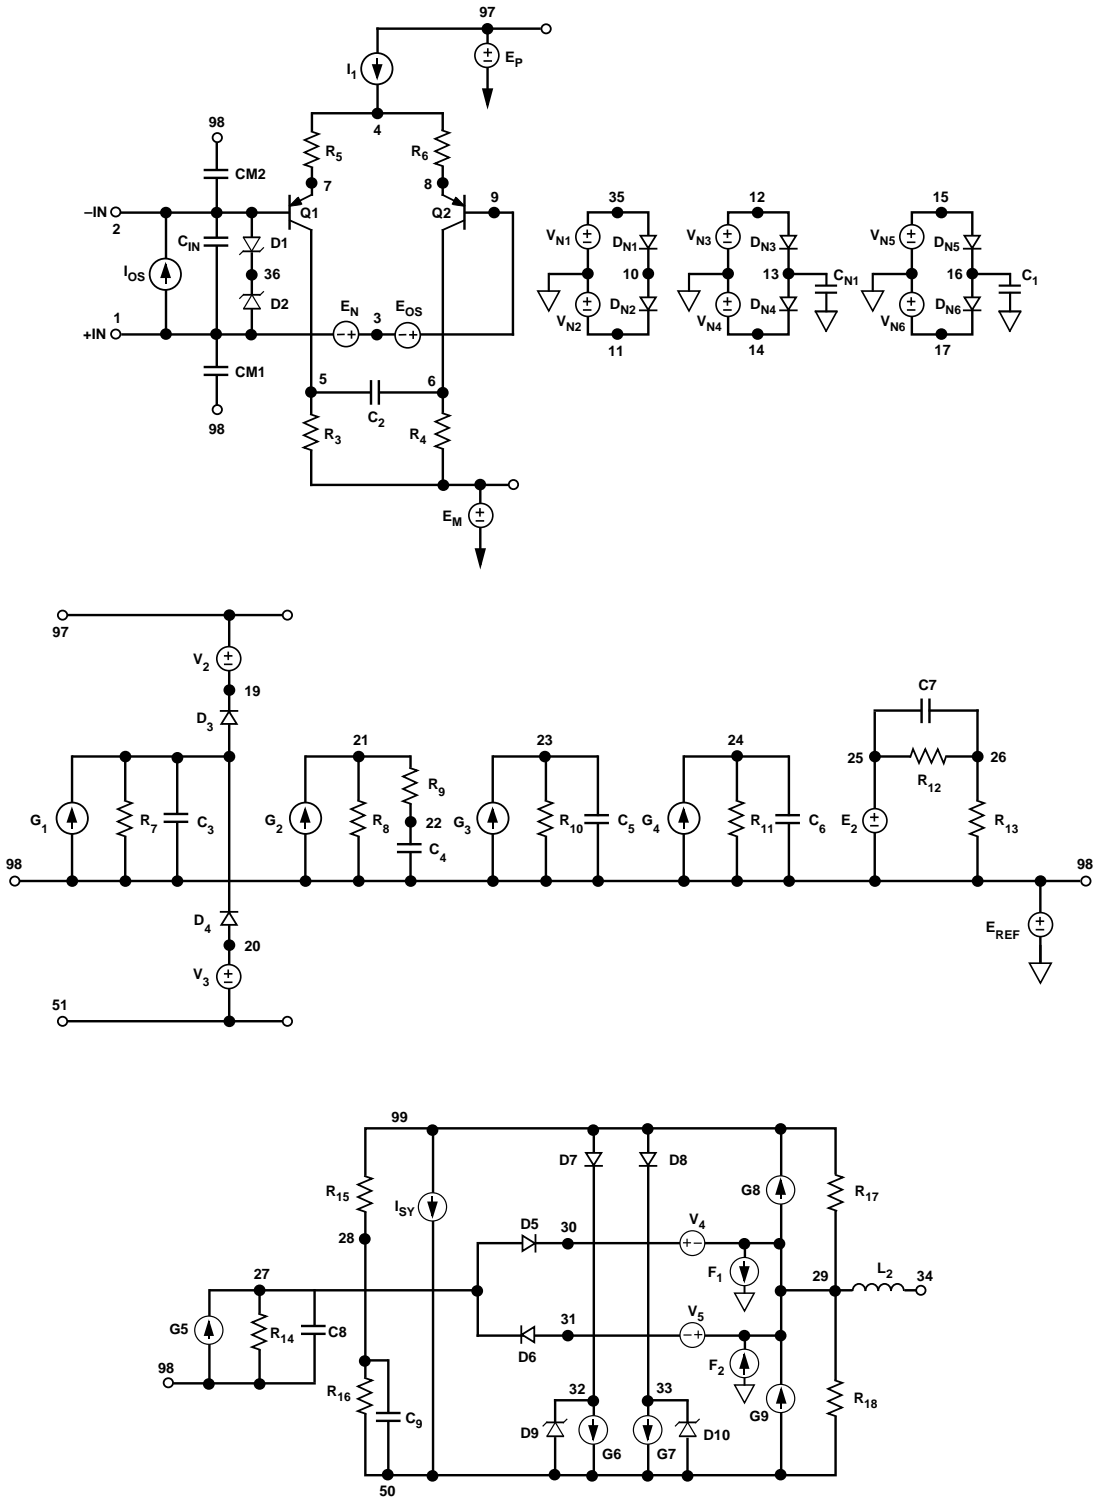 97
I1
EP
4
98
R5
R6
CM2
7
8
9
–IN
2
Q1
Q2
CIN
D1
IOS
36
D2
EN
3
EOS
1
+IN
CM1
98
5
6
C2
R3
R4
EM
35
VN1
DN1
10
DN2
VN2
11
12
VN3
DN3
13
CN1
DN4
VN4
14
15
VN5
DN5
16
C1
DN6
VN6
17
97
V2
19
D3
G1
R7
C3
98
D4
20
V3
51
21
R9
G2
R8
22
C4
23
G3
R10
C5
24
G4
R11
C6
C7
25
26
R12
E2
R13
98
EREF
99
D7
D8
R15
ISY
G8
R17
28
D5
30
V4
F1
27
29
L2
34
G5
R14
C8
31
V5
D6
F2
98
R16
C9
32
33
D9
G6
G7
D10
G9
R18
50